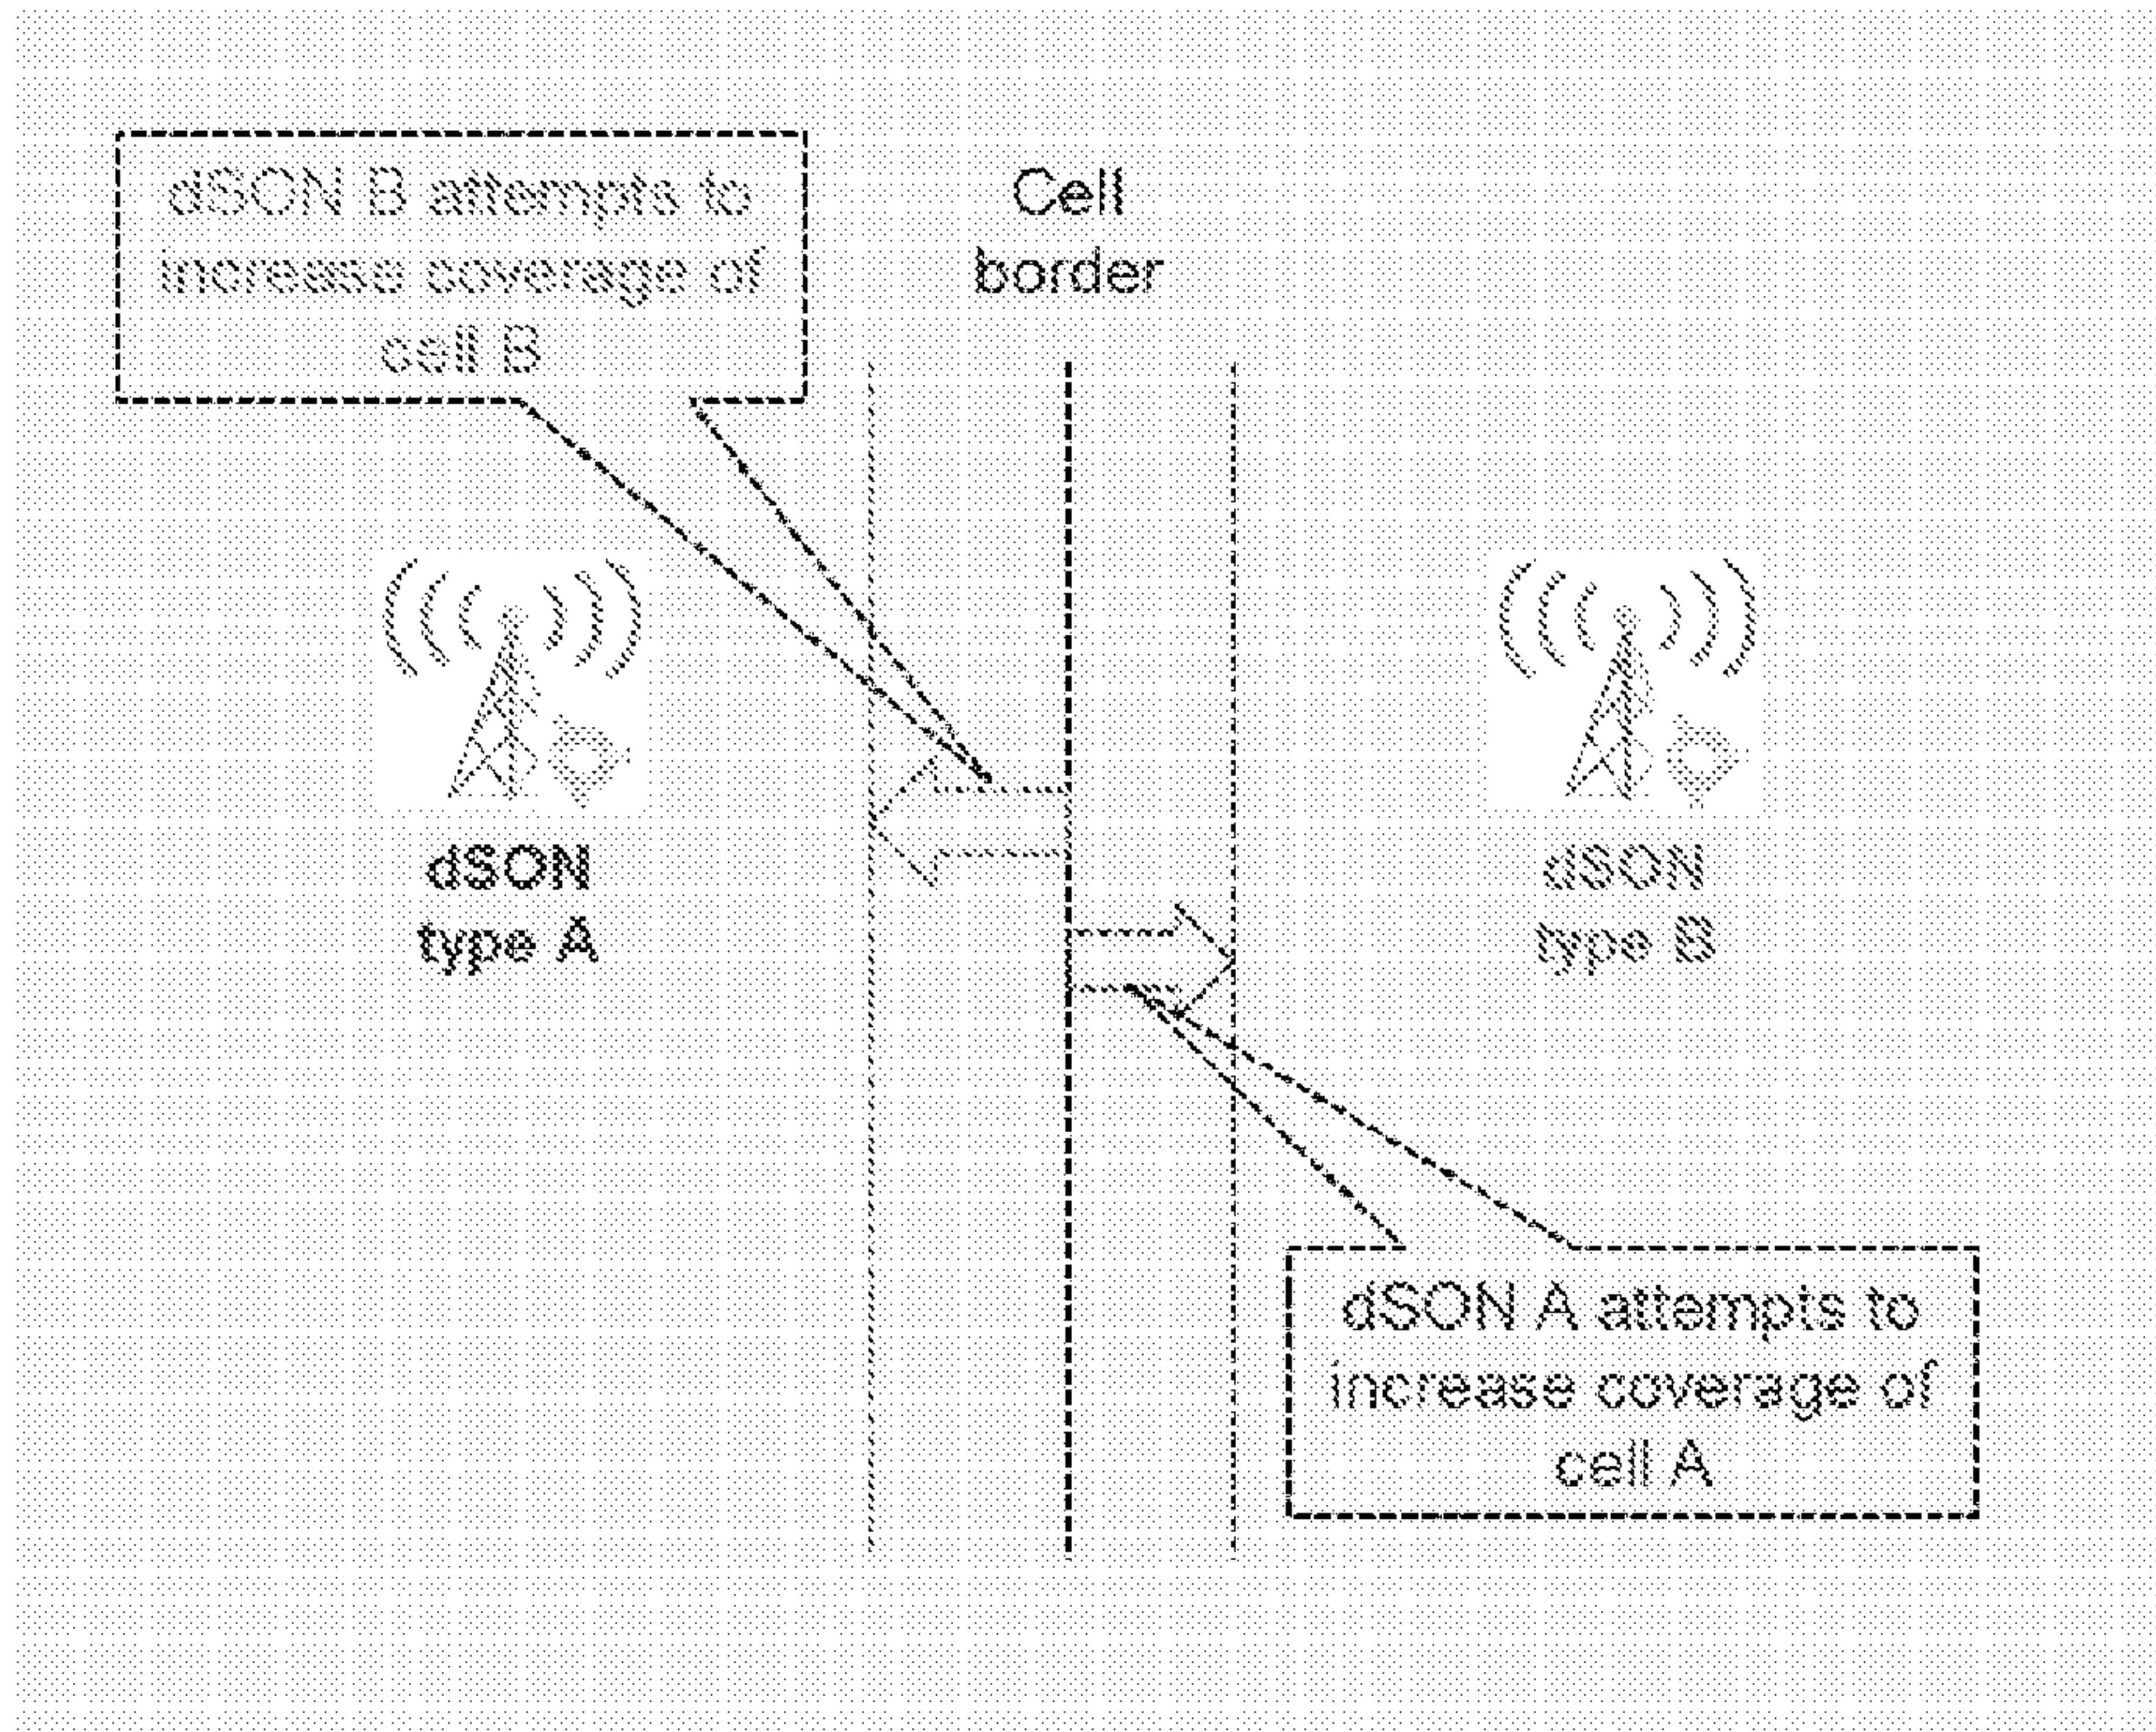 dSON B attempts to
increase coverage of
cell B
Cell
border
dSON
type A
dSON
type B
dSON A attempts to
increase coverage of
cell A